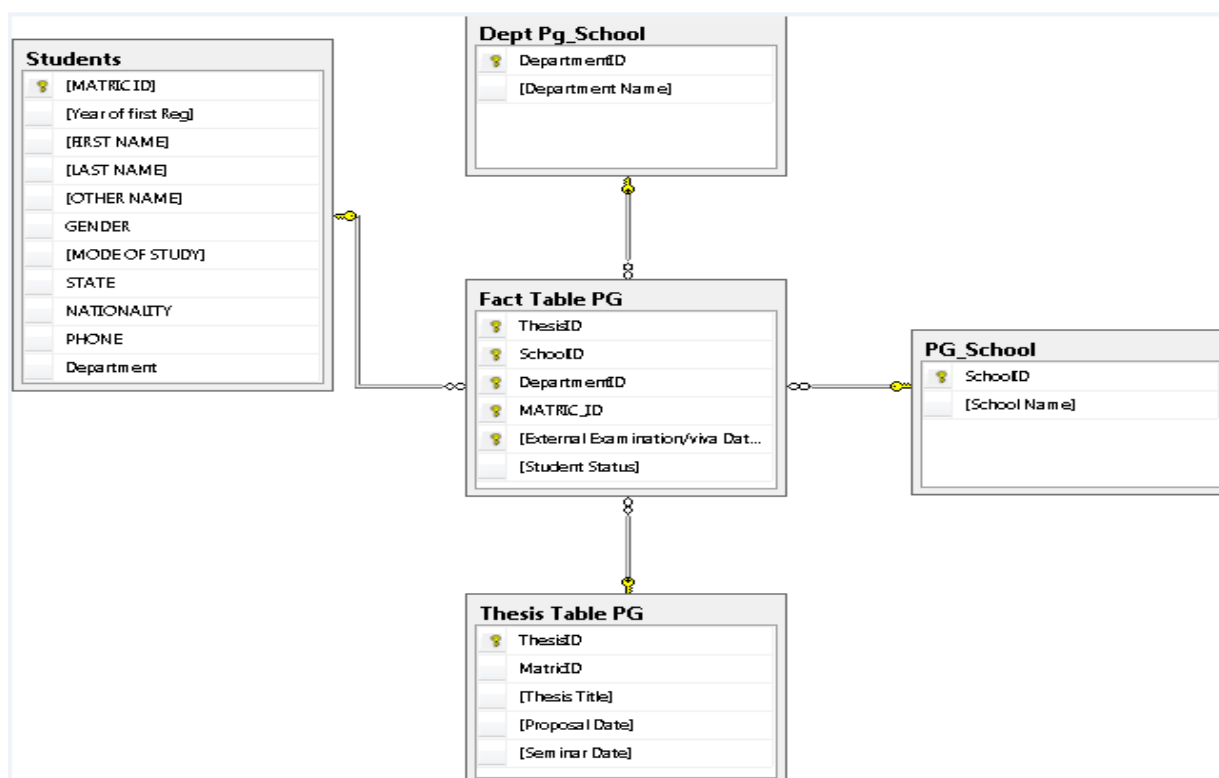 Students
[MATRIC ID]
[Year of first Reg]
[FIRST NAME]
[LAST NAME]
[OTHER NAME]
GENDER
[MODE OF STUDY]
STATE
NATIONALITY
PHONE
Department
Dept Pg_School
DepartmentID
[Department Name]
Fact Table PG
ThesisID
SchoolID
DepartmentID
MATRIC_ID
[External Examination/viva Dat...
[Student Status]
PG_School
SchoolID
[School Name]
Thesis Table PG
ThesisID
MatricID
[Thesis Title]
[Proposal Date]
[Seminar Date]